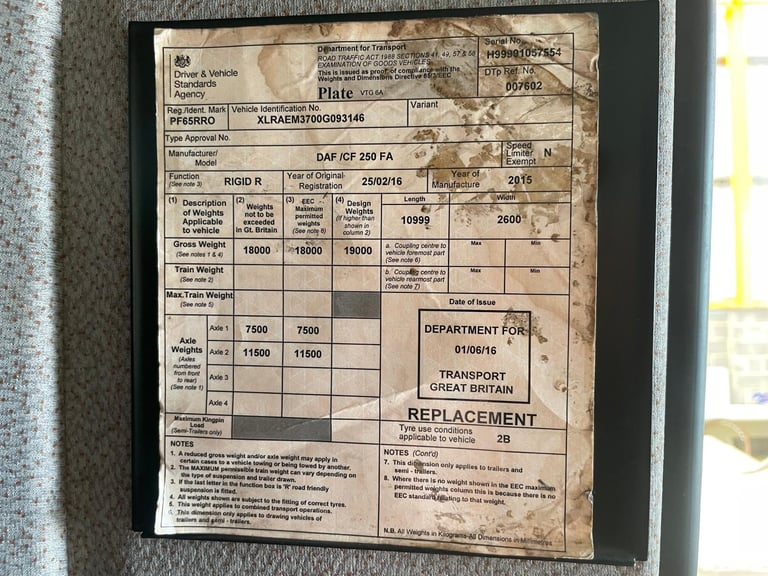 Driver & Vehicle
Standards
Agency
Department for Transport
ROAD TRAFFIC ACT 1988 SECTIONS 41, 49, 57 & 58
EXAMINATION OF GOODS VEHICLES
This is issued as proof of compliance with the
Weights and Dimensions Directive
Plate VTG 6A
Serial No.
H99991057554
DTp Ref. No.
007602
Reg./Ident. Mark
PF65RRO
Vehicle Identification No.
XLRAEM3700G093146
Variant
Type Approval No.
Manufacturer/
Model
DAF /CF 250 FA
Speed
Limiter
Exempt N
Function
(See note 3)
RIGID R
Year of Original
Registration
25/02/16
Year of
Manufacture
2015
(1) Description
of Weights
Applicable
to vehicle
(2) Weights
not to be
exceeded
in Gt. Britain
(3) EEC
Maximum
permitted
weights
(See note 8)
(4) Design
Weights
(if higher than
shown in
column 2)
Length
10999
Width
2600
Gross Weight
(See notes 1 & 4)
18000 18000 19000
a. Coupling centre to
vehicle foremost part
(See note 6)
Max Min
Train Weight
(See note 2)
b. Coupling centre to
vehicle rearmost part
(See note 7)
Max Min
Max.Train Weight
(See note 5)
Axle
Weights
(Axles
numbered
from front
to rear)
(See note 1)
Axle 1 7500 7500
Axle 2 11500 11500
Axle 3
Axle 4
Maximum Kingpin
Load
(Semi-Trailers only)
Date of Issue
DEPARTMENT FOR
01/06/16
TRANSPORT
GREAT BRITAIN
REPLACEMENT
Tyre use conditions
applicable to vehicle 2B
NOTES
1. A reduced gross weight and/or axle weight may apply in
certain cases to a vehicle towing or being towed by another.
2. The MAXIMUM permissible train weight can vary depending on
the type of suspension and trailer drawn.
3. If the last letter in the function box is 'R' road friendly
suspension is fitted.
4. All weights shown are subject to the fitting of correct tyres.
5. This weight applies to combined transport operations.
6. This dimension only applies to drawing vehicles of
trailers and semi - trailers.
NOTES (Cont'd)
7. This dimension only applies to trailers and
semi - trailers.
8. Where there is no weight shown in the EEC maximum
permitted weights column this is because there is no
EEC standard relating to that weight.
N.B. All Weights in Kilograms-All Dimensions in Millimetres